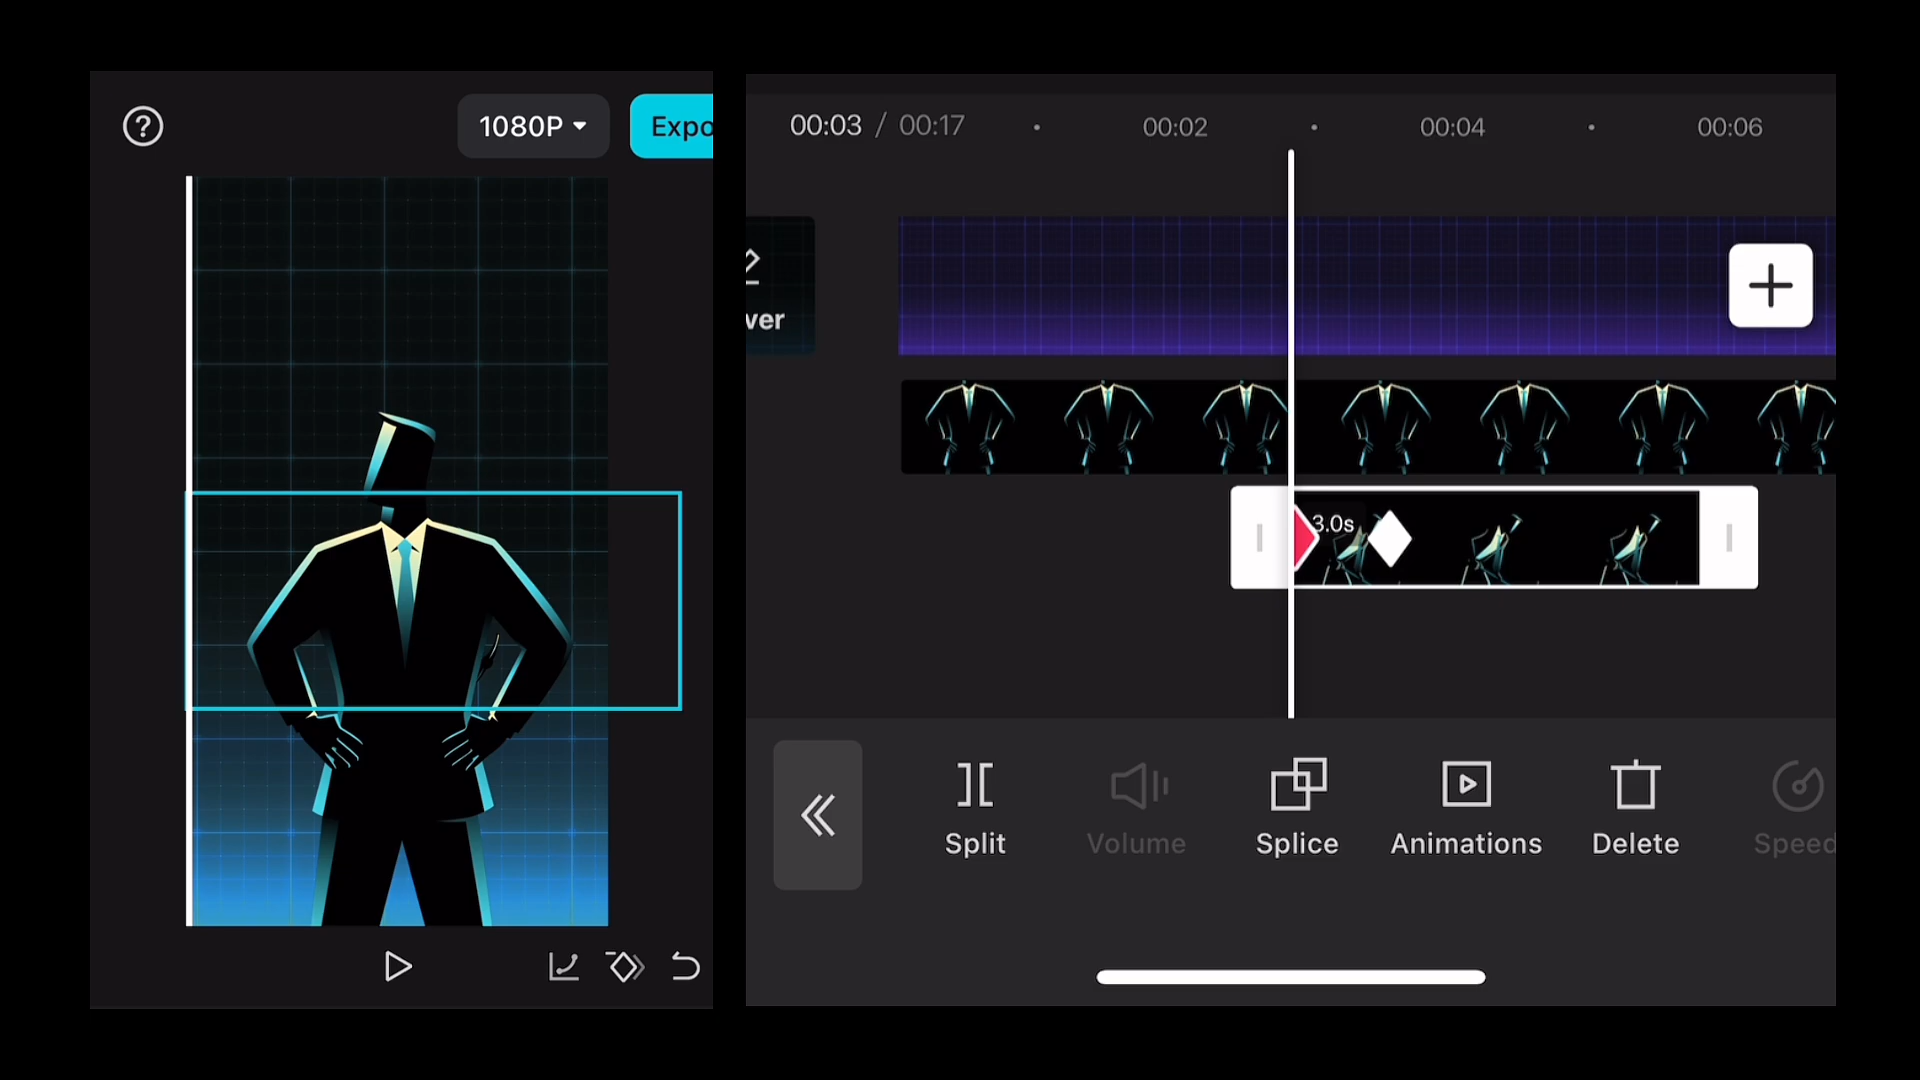 1080P
Expo
00:03 / 00:17
00:02
00:04
00:06
ver
3.0s
Split
Volume
Splice
Animations
Delete
Speed